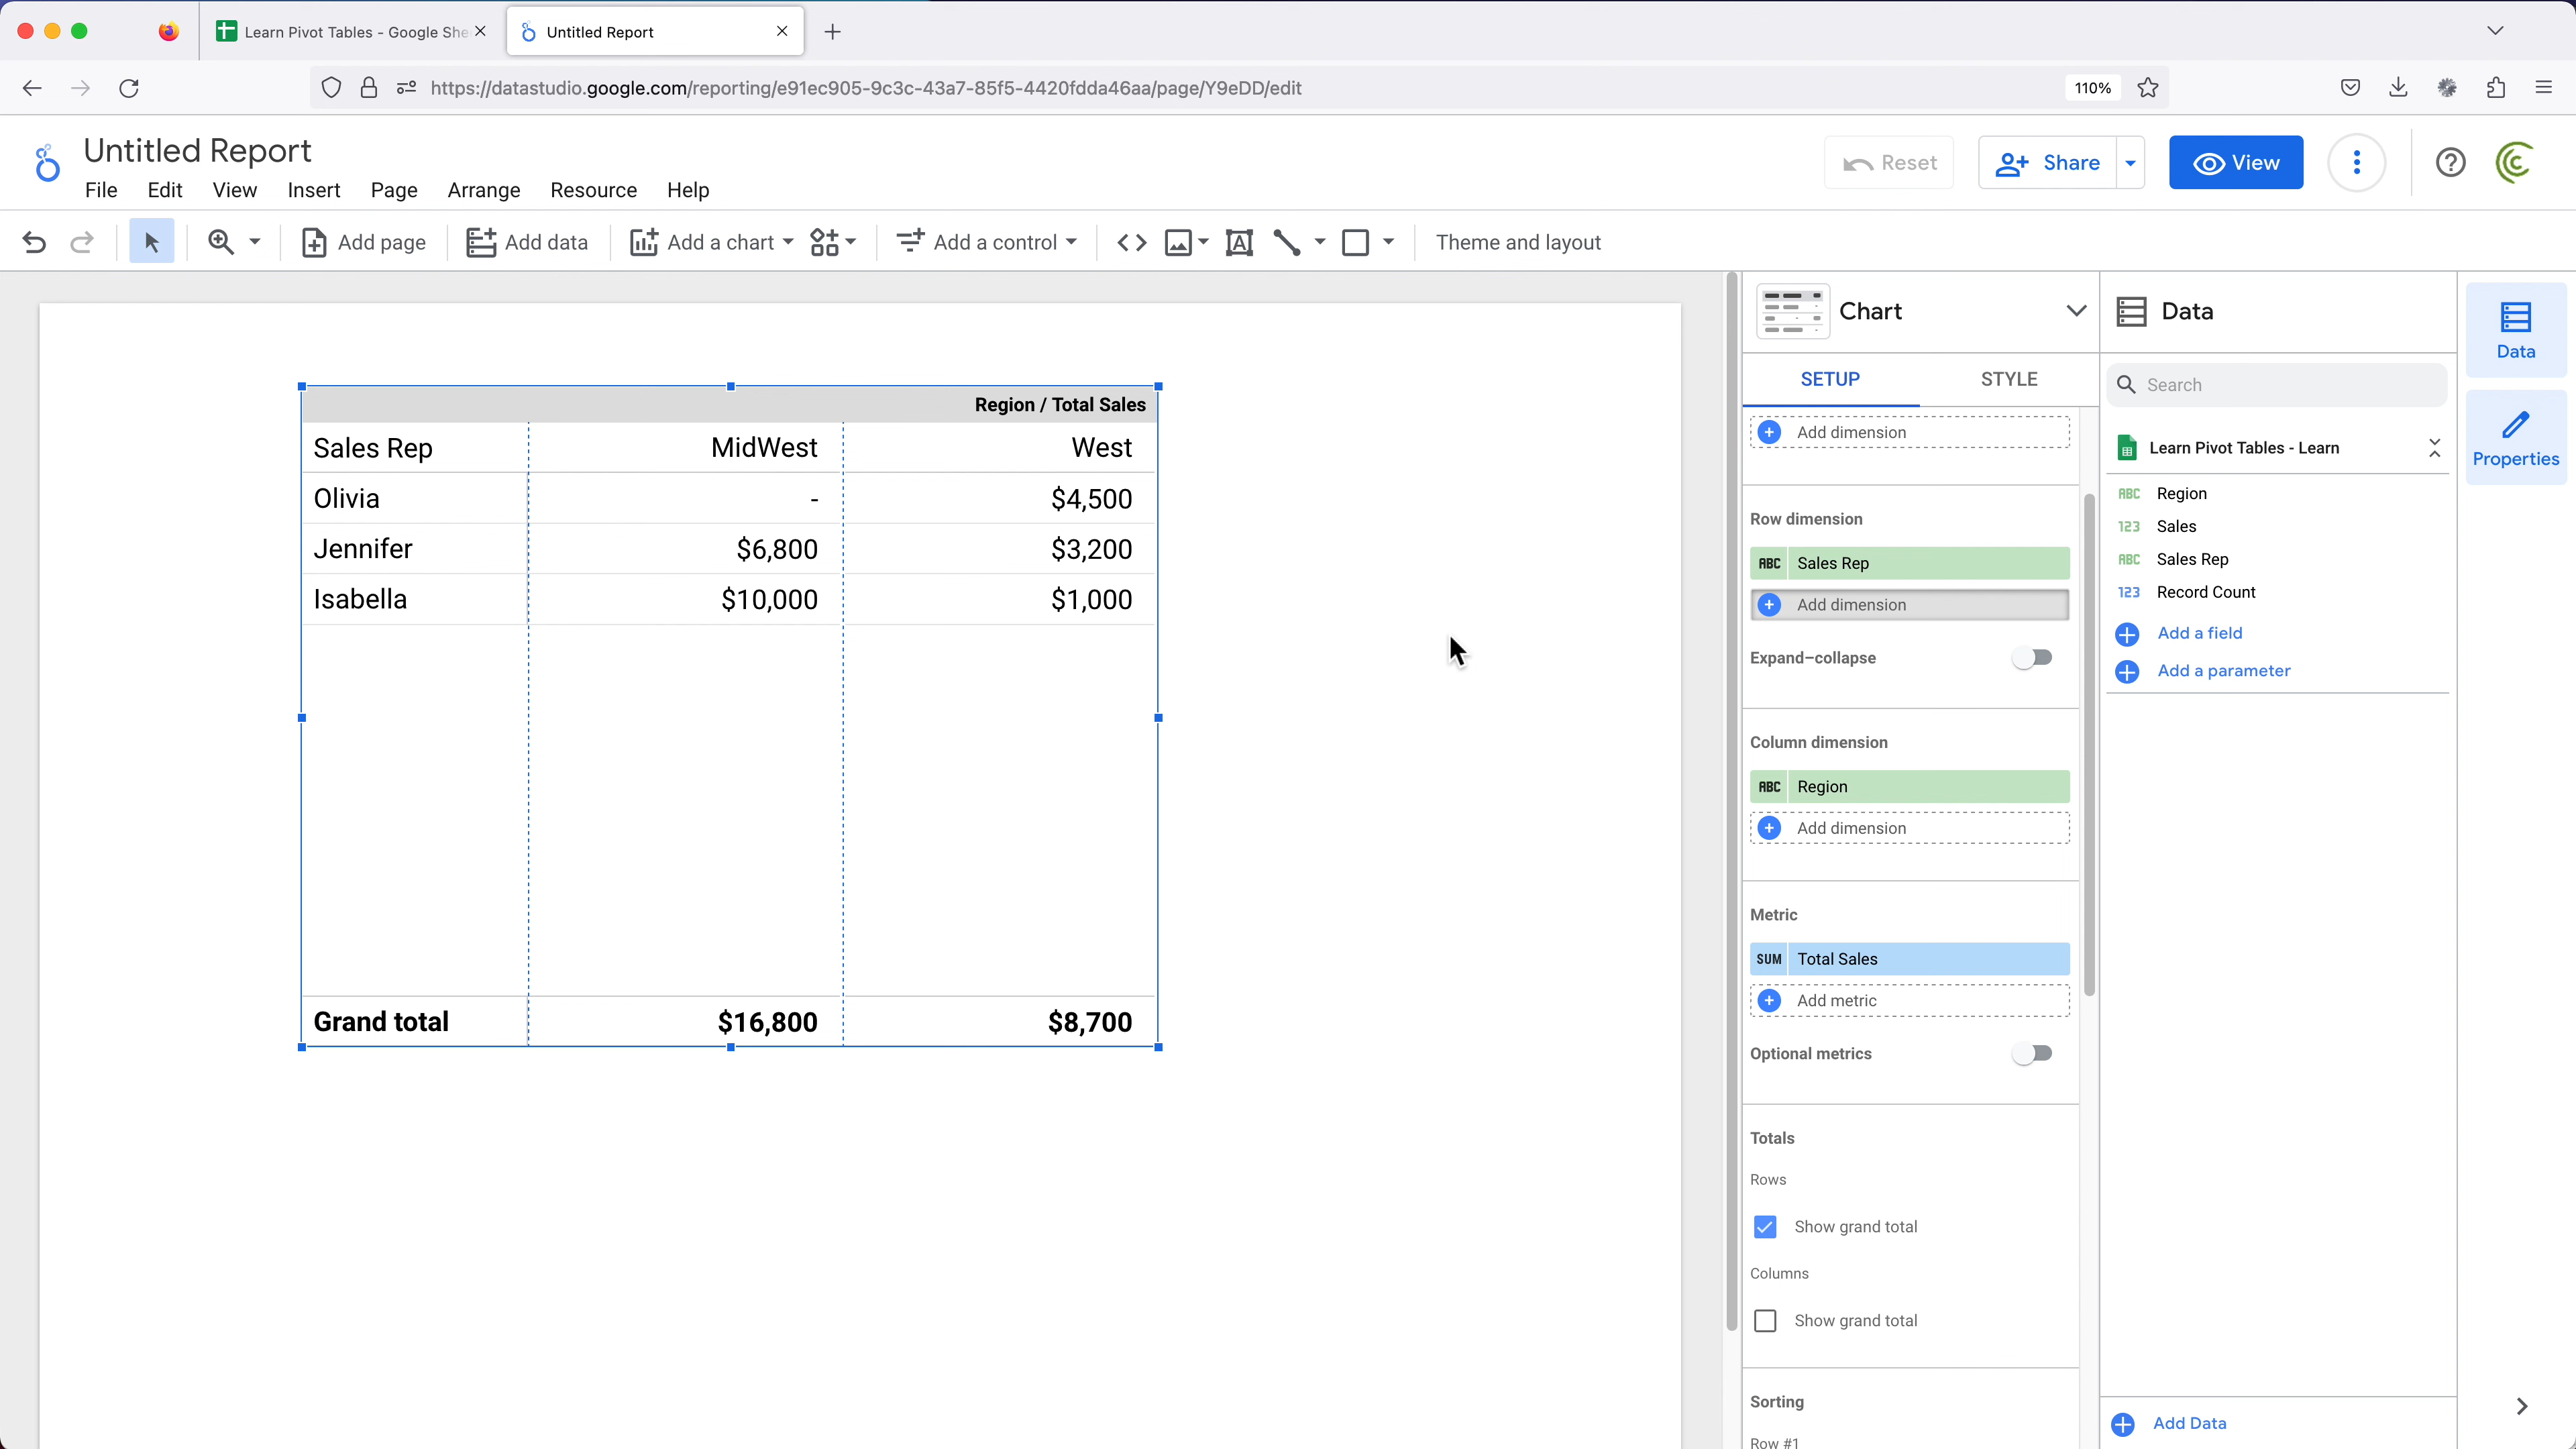 Learn Pivot Tables - Google She
Untitled Report
https://datastudio.google.com/reporting/e91ec905-9c3c-43a7-85f5-4420fdda46aa/page/Y9eDD/edit
110%
Untitled Report
File Edit View Insert Page Arrange Resource Help
Reset
Share
View
Add page
Add data
Add a chart
Add a control
Theme and layout
Region / Total Sales
Sales Rep MidWest West
Olivia - $4,500
Jennifer $6,800 $3,200
Isabella $10,000 $1,000
Grand total $16,800 $8,700
Chart
SETUP STYLE
Add dimension
Row dimension
ABC Sales Rep
Add dimension
Expand–collapse
Column dimension
ABC Region
Add dimension
Metric
SUM Total Sales
Add metric
Optional metrics
Totals
Rows
Show grand total
Columns
Show grand total
Sorting
Row #1
Data
Search
Learn Pivot Tables - Learn
ABC Region
123 Sales
ABC Sales Rep
123 Record Count
Add a field
Add a parameter
Add Data
Data
Properties